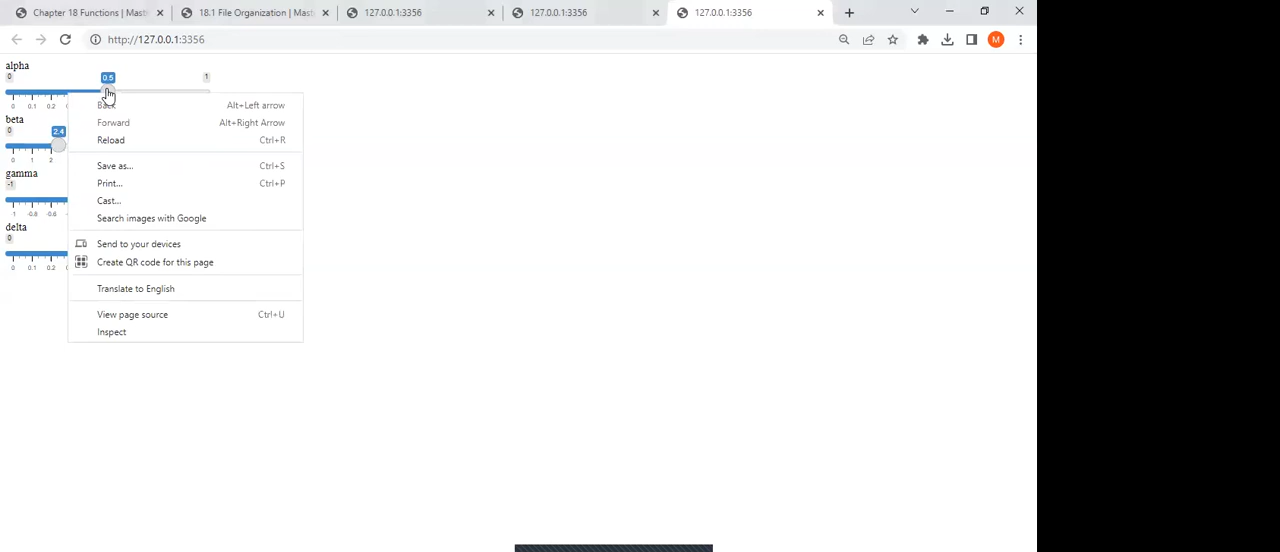 Chapter 18 Functions | Mast
18.1 File Organization | Mast
127.0.0.1:3356
127.0.0.1:3356
127.0.0.1:3356
http://127.0.0.1:3356
M
alpha
0 0.5 1
0 0.1 0.2
beta
0 2.4
0 1 2
gamma
-1
-1 -0.8 -0.6
delta
0
0 0.1 0.2
Back Alt+Left arrow
Forward Alt+Right Arrow
Reload Ctrl+R
Save as... Ctrl+S
Print... Ctrl+P
Cast...
Search images with Google
Send to your devices
Create QR code for this page
Translate to English
View page source Ctrl+U
Inspect